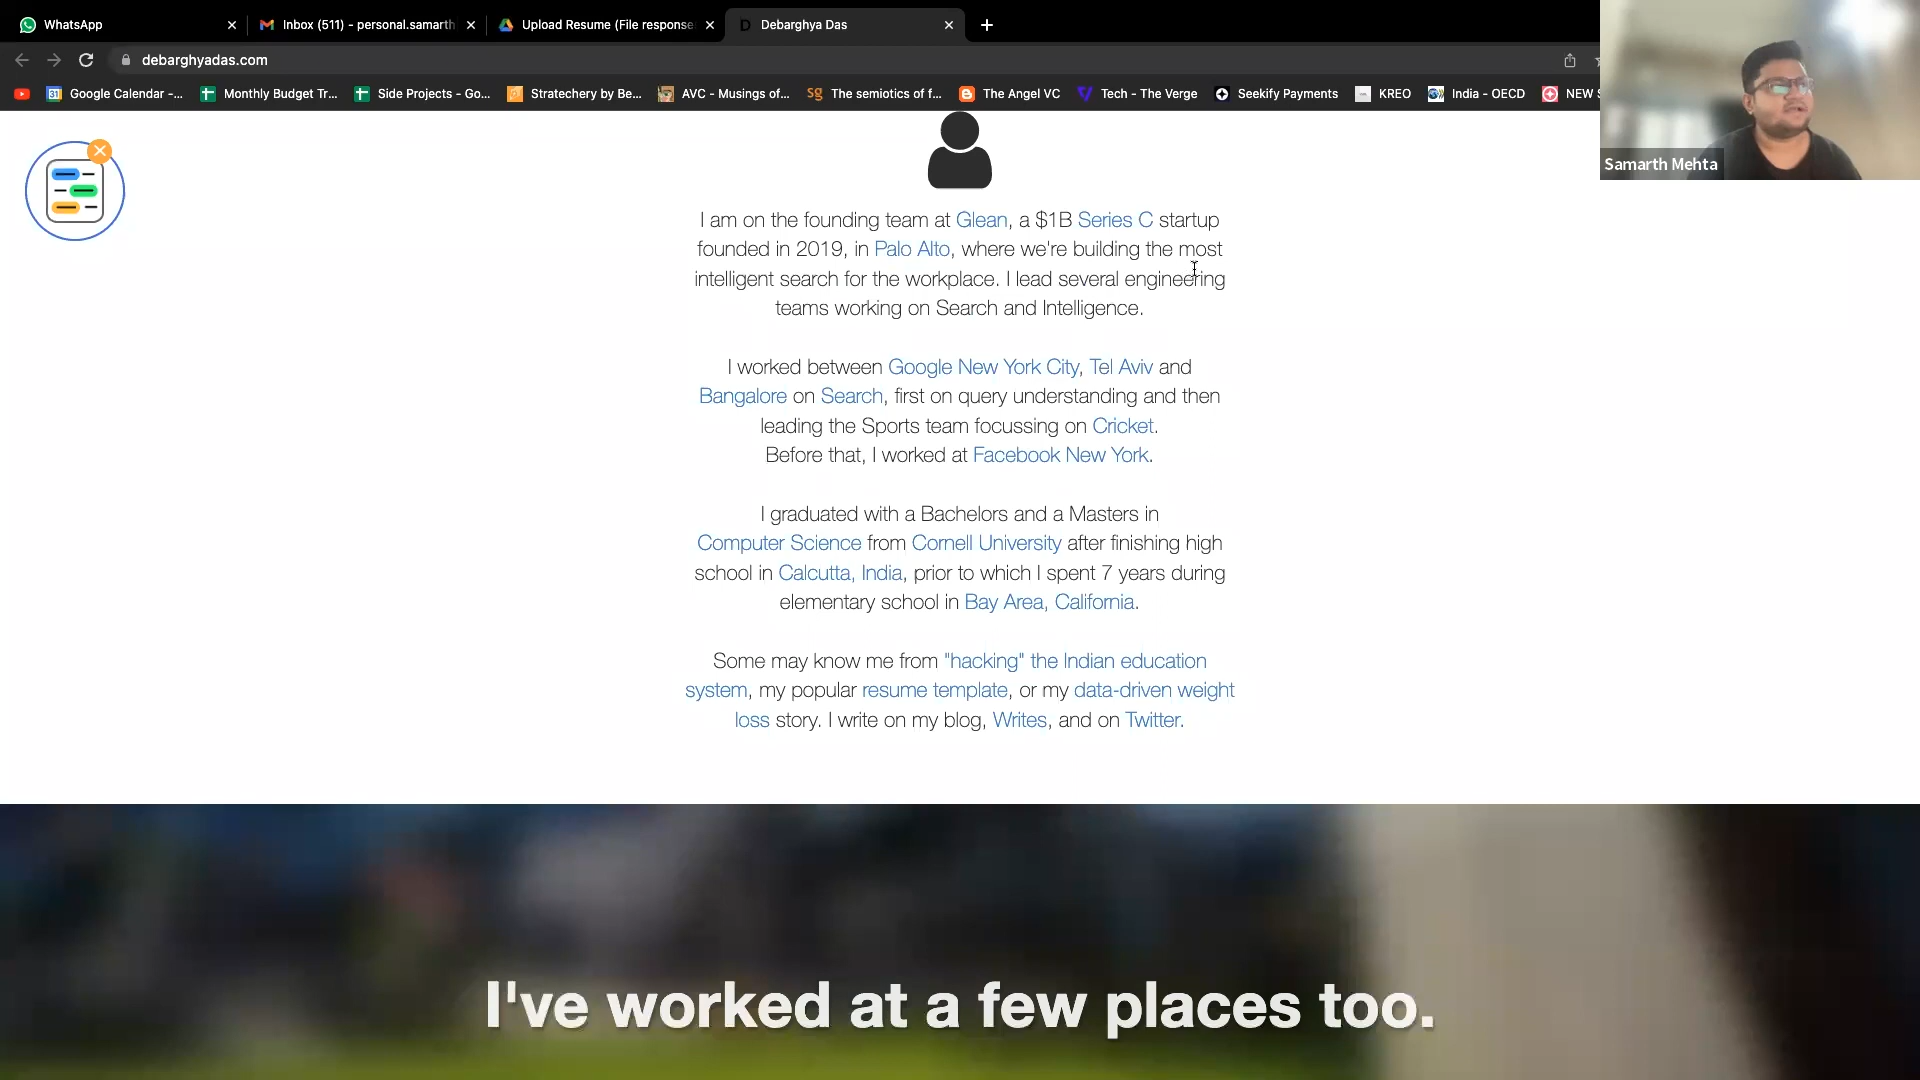 WhatsApp
Inbox (511) - personal.samarth
Upload Resume (File response
Debarghya Das
debarghyadas.com
31 Google Calendar -...
Monthly Budget Tr...
Side Projects - Go...
Stratechery by Be...
AVC - Musings of...
sg The semiotics of f...
The Angel VC
Tech - The Verge
Seekify Payments
KREO
India - OECD
NEW S
Samarth Mehta
I am on the founding team at Glean, a $1B Series C startup
founded in 2019, in Palo Alto, where we're building the most
intelligent search for the workplace. I lead several engineering
teams working on Search and Intelligence.
I worked between Google New York City, Tel Aviv and
Bangalore on Search, first on query understanding and then
leading the Sports team focussing on Cricket.
Before that, I worked at Facebook New York.
I graduated with a Bachelors and a Masters in
Computer Science from Cornell University after finishing high
school in Calcutta, India, prior to which I spent 7 years during
elementary school in Bay Area, California.
Some may know me from "hacking" the Indian education
system, my popular resume template, or my data-driven weight
loss story. I write on my blog, Writes, and on Twitter.
I've worked at a few places too.